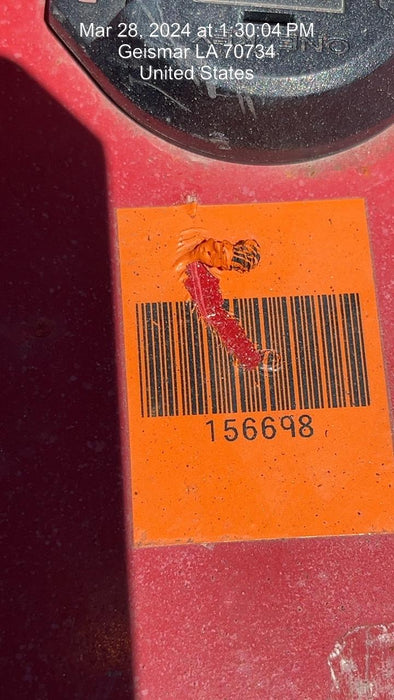 Mar 28, 2024 at 1:30:04 PM
Geismar LA 70734
United States
156698